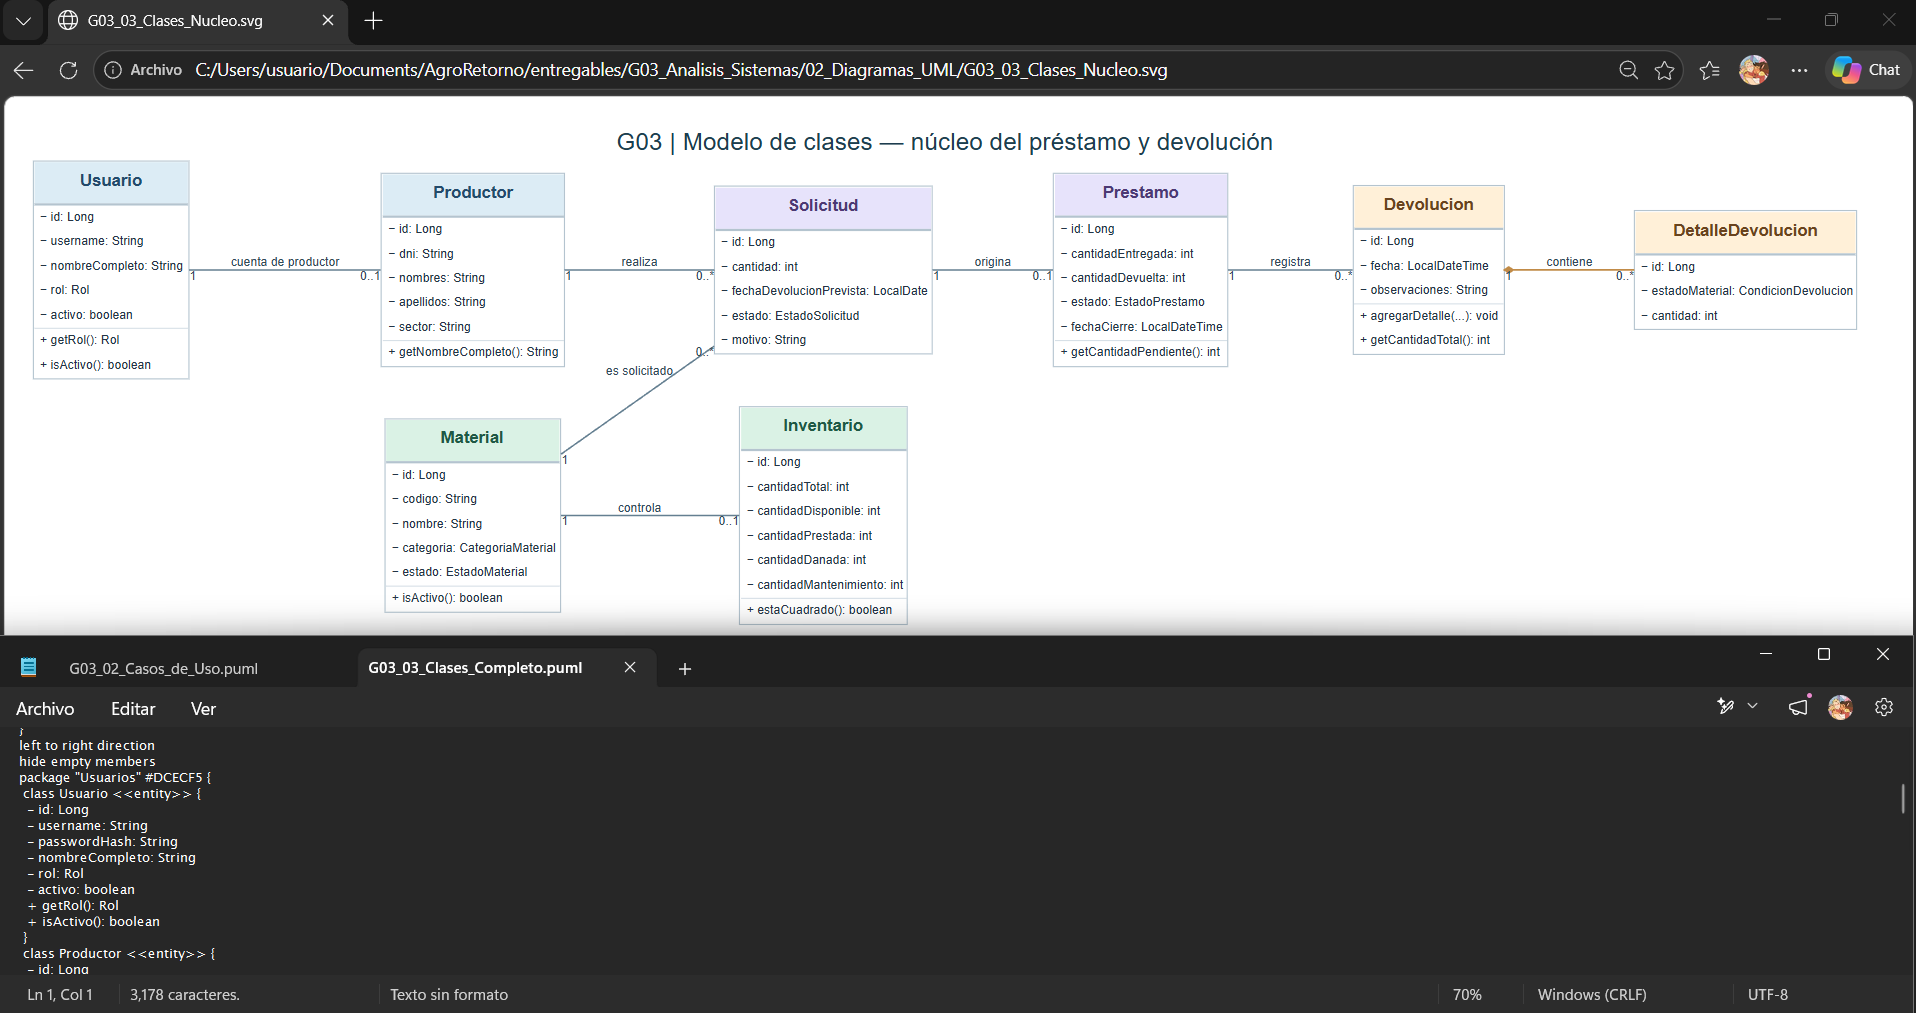 G03_03_Clases_Nucleo.svg
Archivo C:/Users/usuario/Documents/AgroRetorno/entregables/G03_Analisis_Sistemas/02_Diagramas_UML/G03_03_Clases_Nucleo.svg
Chat
G03 | Modelo de clases — núcleo del préstamo y devolución
Usuario
− id: Long
− username: String
− nombreCompleto: String
− rol: Rol
− activo: boolean
+ getRol(): Rol
+ isActivo(): boolean
cuenta de productor
1
0..1
Productor
− id: Long
− dni: String
− nombres: String
− apellidos: String
− sector: String
+ getNombreCompleto(): String
realiza
1
0..*
Solicitud
− id: Long
− cantidad: int
− fechaDevolucionPrevista: LocalDate
− estado: EstadoSolicitud
− motivo: String
origina
1
0..1
Prestamo
− id: Long
− cantidadEntregada: int
− cantidadDevuelta: int
− estado: EstadoPrestamo
− fechaCierre: LocalDateTime
+ getCantidadPendiente(): int
registra
1
0..*
Devolucion
− id: Long
− fecha: LocalDateTime
− observaciones: String
+ agregarDetalle(...): void
+ getCantidadTotal(): int
contiene
1
0..*
DetalleDevolucion
− id: Long
− estadoMaterial: CondicionDevolucion
− cantidad: int
0..*
es solicitado
1
Material
− id: Long
− codigo: String
− nombre: String
− categoria: CategoriaMaterial
− estado: EstadoMaterial
+ isActivo(): boolean
controla
1
0..1
Inventario
− id: Long
− cantidadTotal: int
− cantidadDisponible: int
− cantidadPrestada: int
− cantidadDanada: int
− cantidadMantenimiento: int
+ estaCuadrado(): boolean
G03_02_Casos_de_Uso.puml
G03_03_Clases_Completo.puml
Archivo Editar Ver
}
left to right direction
hide empty members
package "Usuarios" #DCECF5 {
class Usuario <<entity>> {
- id: Long
- username: String
- passwordHash: String
- nombreCompleto: String
- rol: Rol
- activo: boolean
+ getRol(): Rol
+ isActivo(): boolean
}
class Productor <<entity>> {
- id: Long
Ln 1, Col 1
3,178 caracteres.
Texto sin formato
70%
Windows (CRLF)
UTF-8